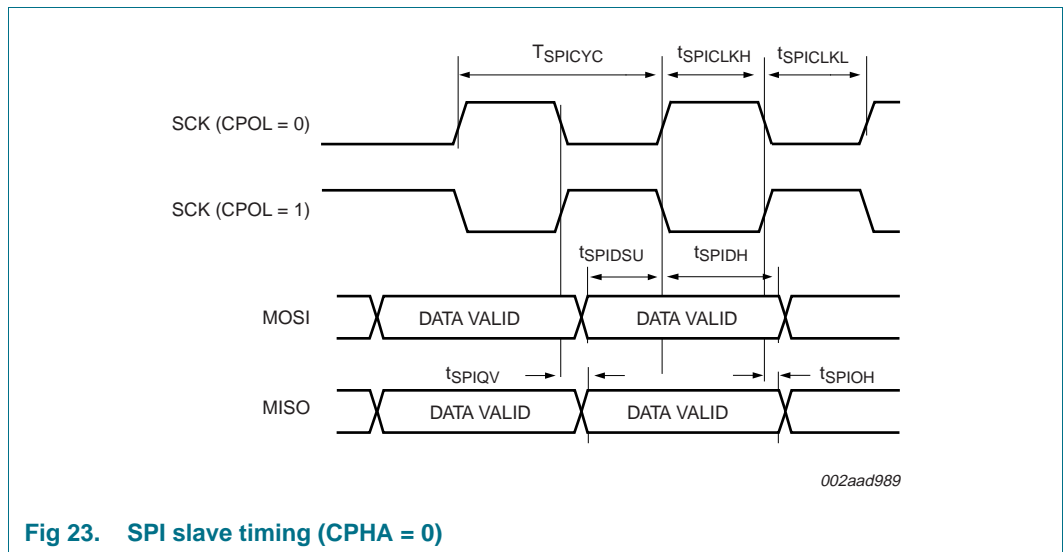 TSPICYC tSPICLKH tSPICLKL
SCK (CPOL = 0)
SCK (CPOL = 1)
tSPIDSU tSPIDH
MOSI DATA VALID DATA VALID
tSPIQV tSPIOH
MISO DATA VALID DATA VALID
002aad989
Fig 23. SPI slave timing (CPHA = 0)